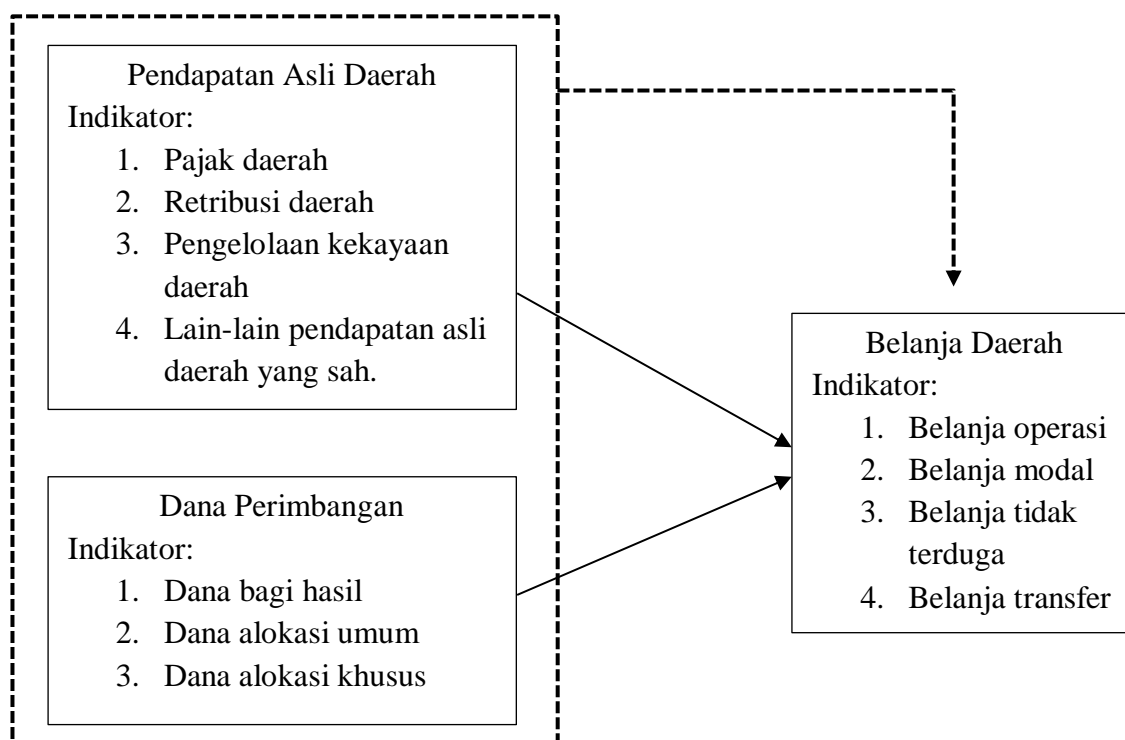 Pendapatan Asli Daerah
Indikator:
1. Pajak daerah
2. Retribusi daerah
3. Pengelolaan kekayaan
daerah
4. Lain-lain pendapatan asli
daerah yang sah.
Dana Perimbangan
Indikator:
1. Dana bagi hasil
2. Dana alokasi umum
3. Dana alokasi khusus
Belanja Daerah
Indikator:
1. Belanja operasi
2. Belanja modal
3. Belanja tidak
terduga
4. Belanja transfer